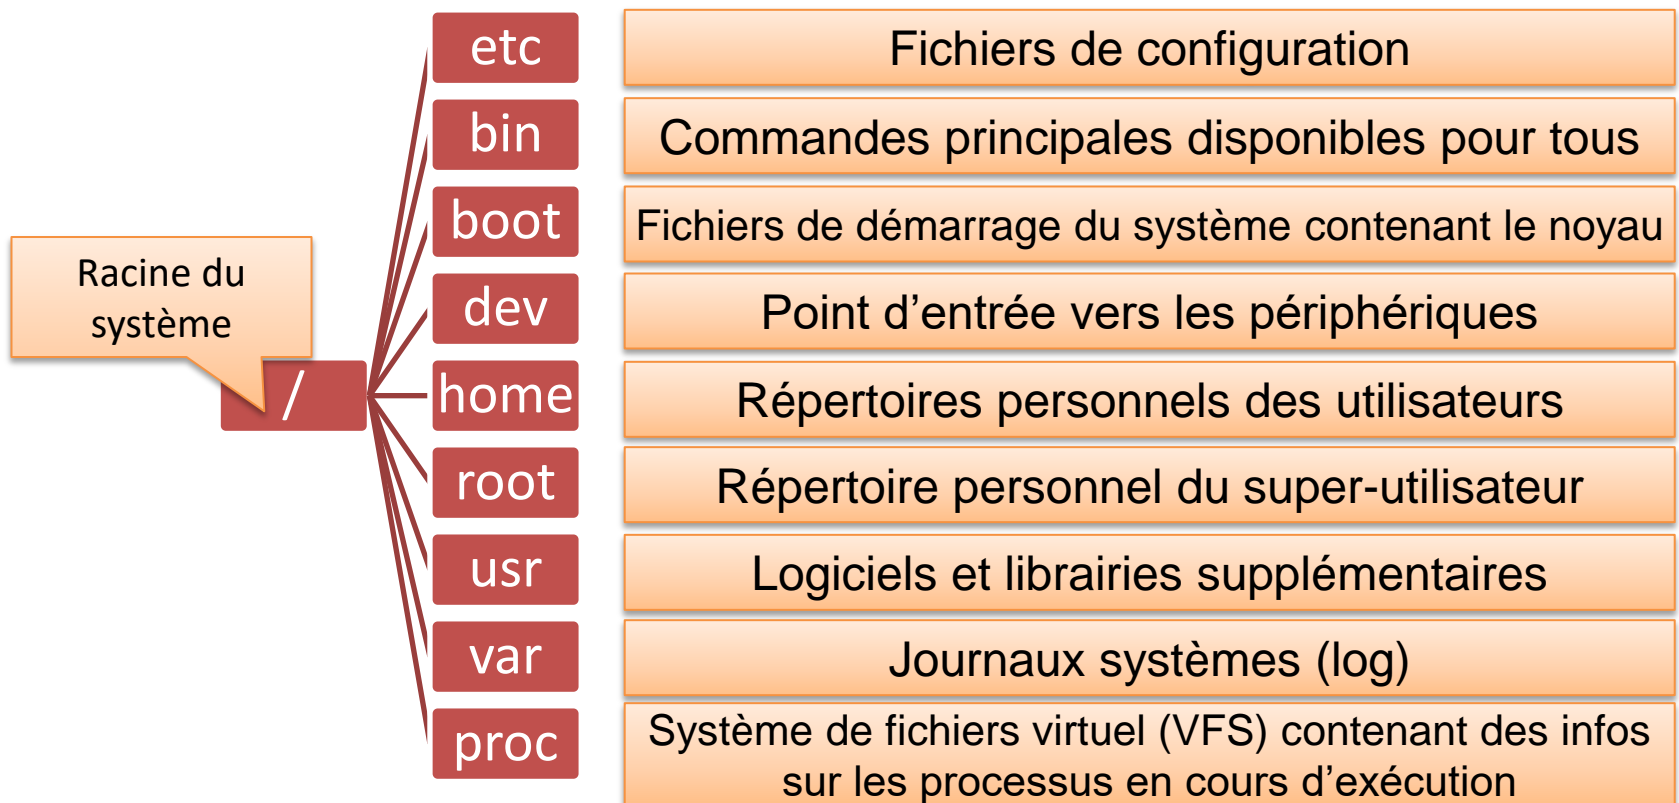 etc
Fichiers de configuration
bin
Commandes principales disponibles pour tous
boot
Fichiers de démarrage du système contenant le noyau
Racine du
système
dev
Point d’entrée vers les périphériques
/
home
Répertoires personnels des utilisateurs
root
Répertoire personnel du super-utilisateur
usr
Logiciels et librairies supplémentaires
var
Journaux systèmes (log)
proc
Système de fichiers virtuel (VFS) contenant des infos
sur les processus en cours d’exécution